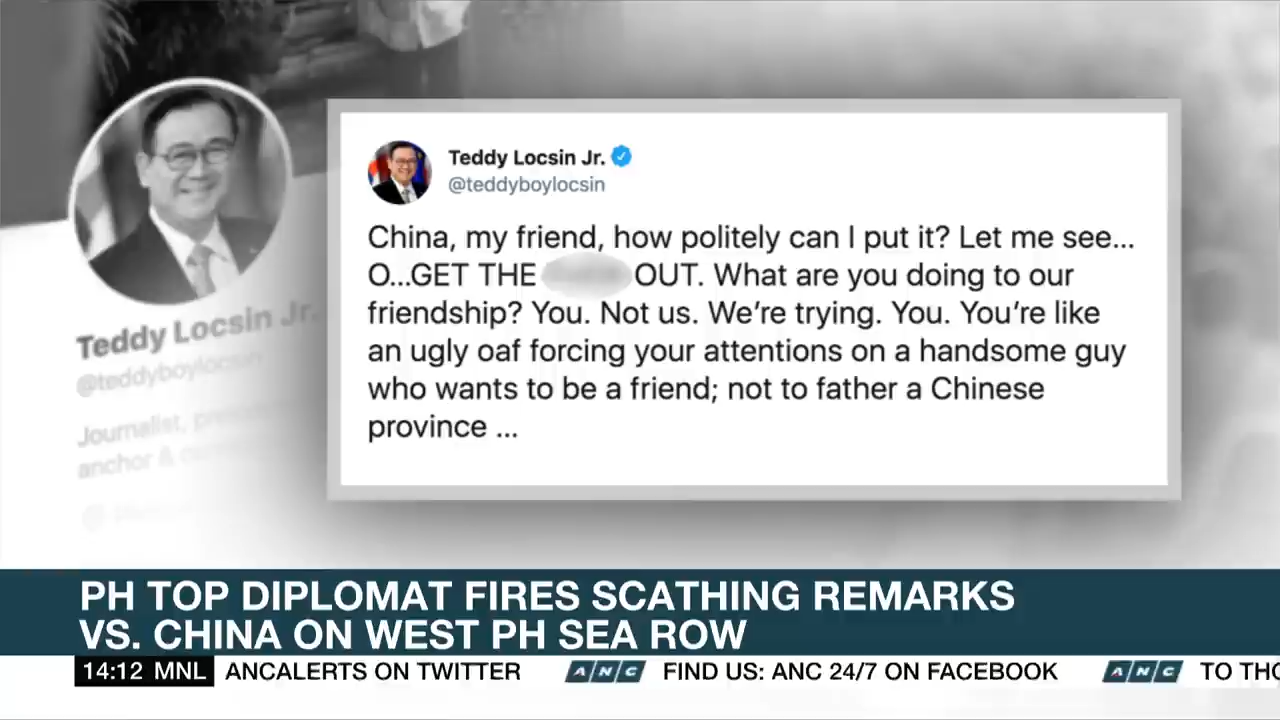 Teddy Locsin Jr.
@teddyboylocsin
China, my friend, how politely can I put it? Let me see...
O...GET THE OUT. What are you doing to our
friendship? You. Not us. We’re trying. You. You’re like
an ugly oaf forcing your attentions on a handsome guy
who wants to be a friend; not to father a Chinese
province ...
Teddy Locsin Jr.
@teddyboylocsin
Journalist,
anchor &
PH TOP DIPLOMAT FIRES SCATHING REMARKS
VS. CHINA ON WEST PH SEA ROW
14:12 MNL ANCALERTS ON TWITTER ANC FIND US: ANC 24/7 ON FACEBOOK ANC TO